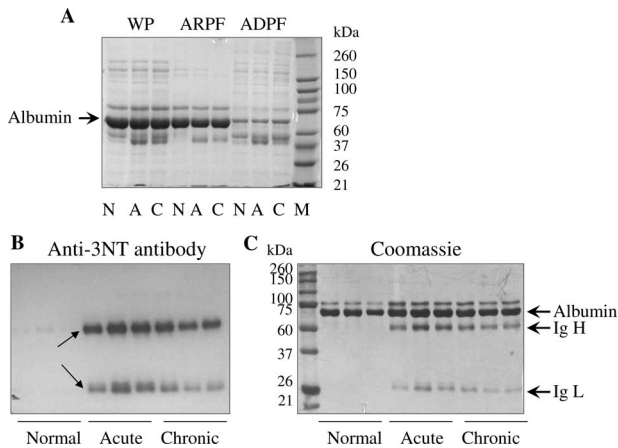 A
WP ARPF ADPF
kDa
Albumin
260
150
100
75
60
37
26
21
N A C N A C N A C M
B
Anti-3NT antibody
Normal Acute Chronic
C
kDa
Coomassie
260
150
100
75
60
37
26
21
Albumin
Ig H
Ig L
Normal Acute Chronic